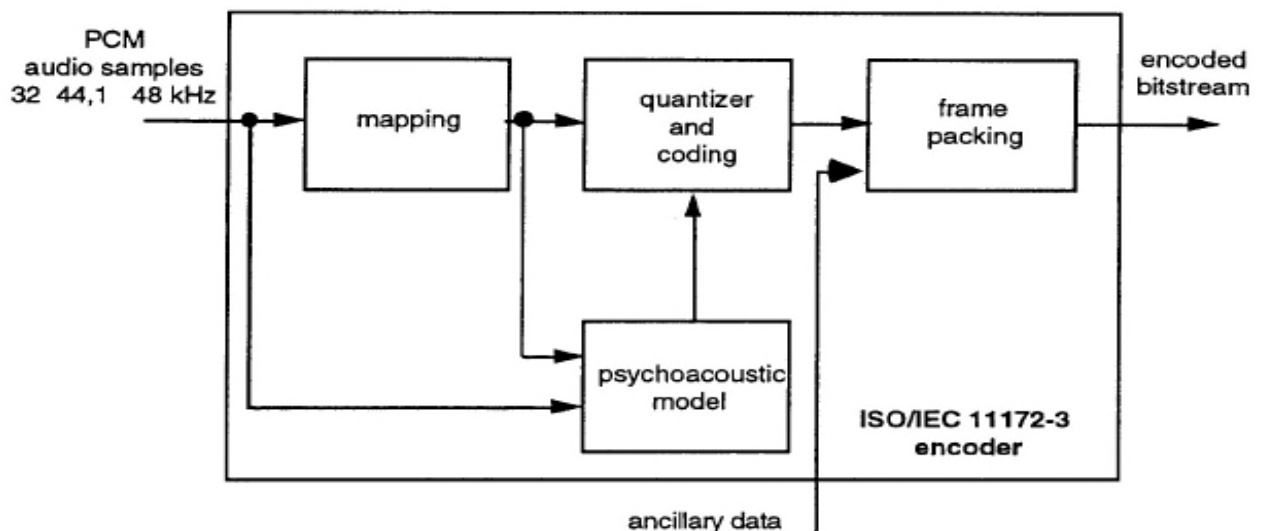 PCM
audio samples
32 44,1 48 kHz
mapping
quantizer
and
coding
frame
packing
encoded
bitstream
psychoacoustic
model
ISO/IEC 11172-3
encoder
ancillary data